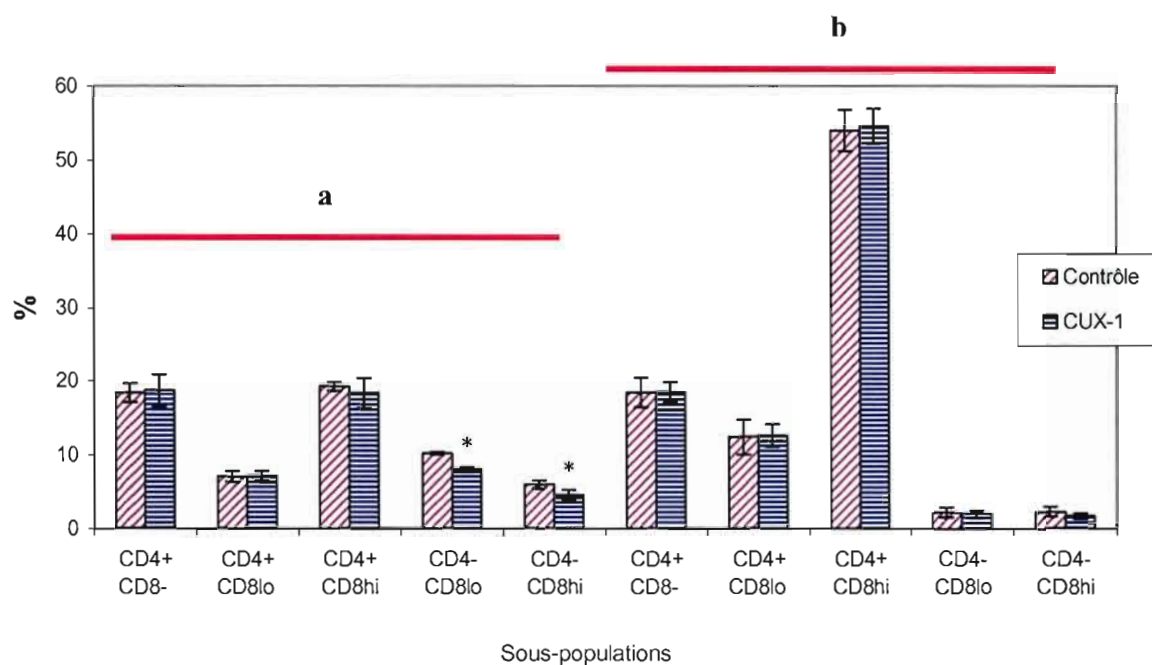 b
60
50
a
40
30
20
10
0
%
Contrôle
CUX-1
*
*
CD4+ CD4+ CD4+ CD4- CD4- CD4+ CD4+ CD4+ CD4- CD4-
CD8- CD8lo CD8hi CD8lo CD8hi CD8- CD8lo CD8hi CD8lo CD8hi
Sous-populations